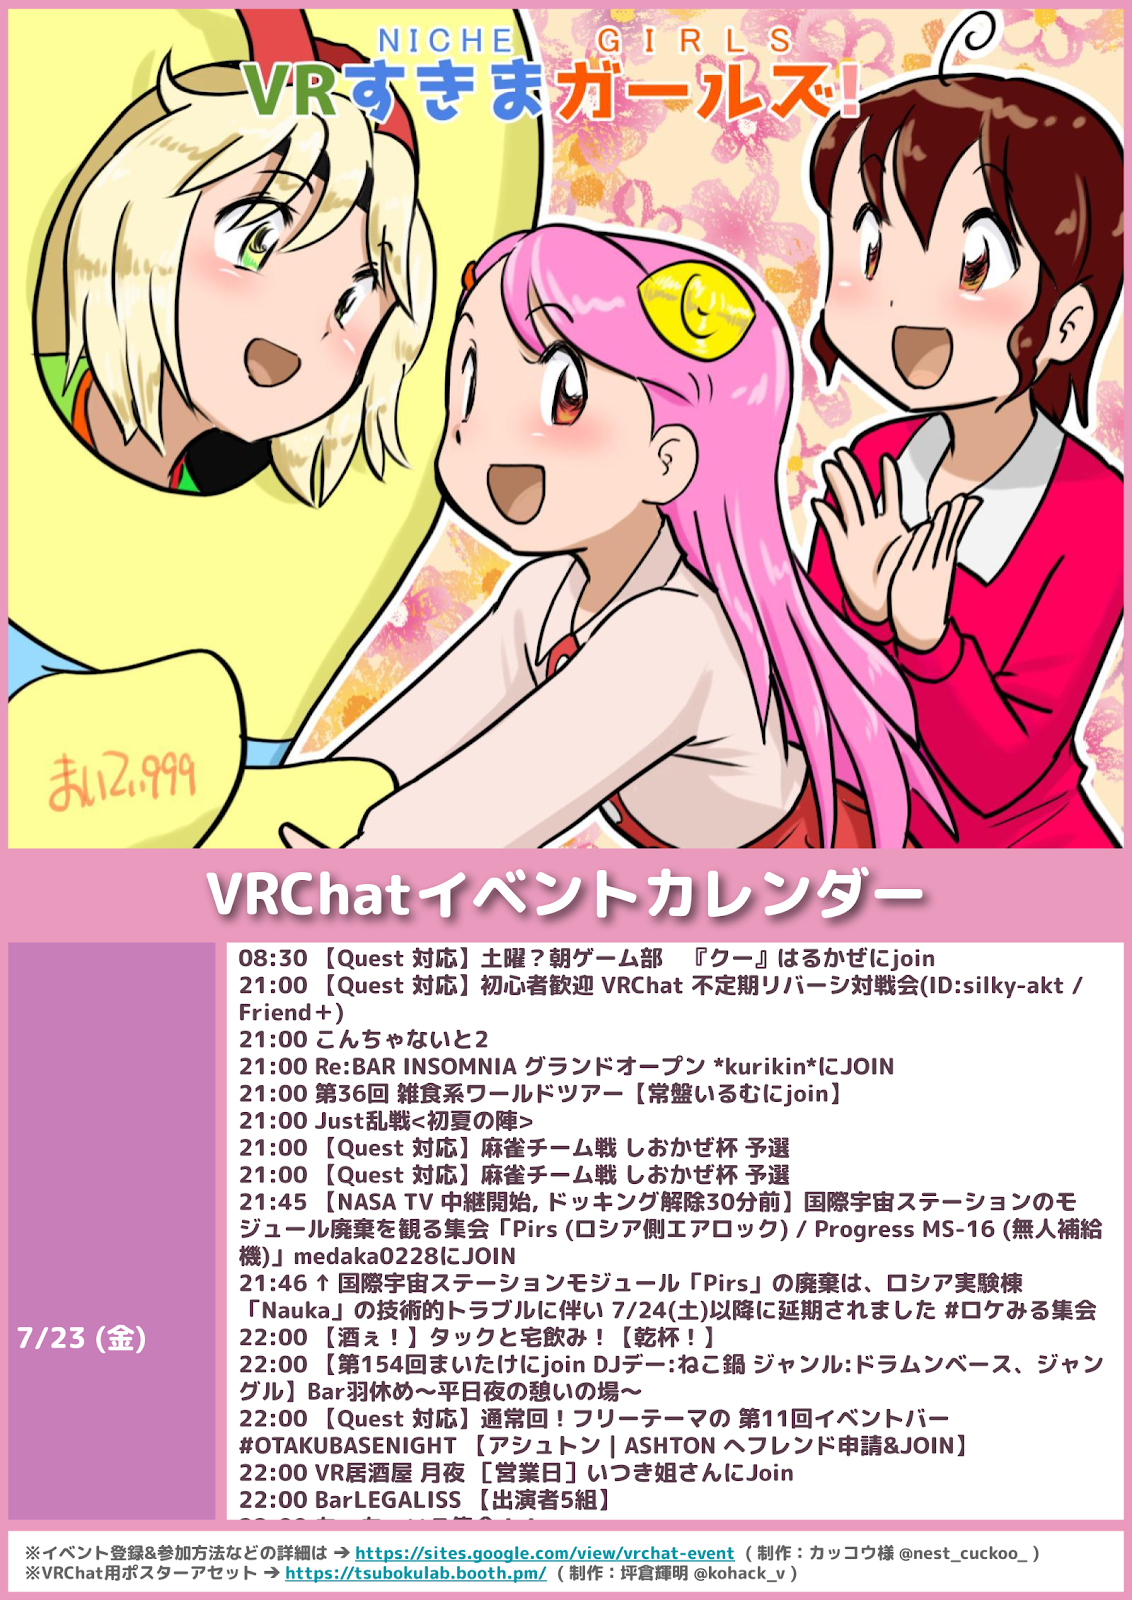 NICHE GIRLS
VRすきまガールズ!
まいてぃ999
VRChatイベントカレンダー
7/23 (金)
08:30 【Quest 対応】土曜？朝ゲーム部　『クー』はるかぜにjoin
21:00 【Quest 対応】初心者歓迎 VRChat 不定期リバーシ対戦会(ID:silky-akt /
Friend＋)
21:00 こんちゃないと2
21:00 Re:BAR INSOMNIA グランドオープン *kurikin*にJOIN
21:00 第36回 雑食系ワールドツアー【常盤いるむにjoin】
21:00 Just乱戦<初夏の陣>
21:00 【Quest 対応】麻雀チーム戦 しおかぜ杯 予選
21:00 【Quest 対応】麻雀チーム戦 しおかぜ杯 予選
21:45 【NASA TV 中継開始, ドッキング解除30分前】国際宇宙ステーションのモ
ジュール廃棄を観る集会「Pirs (ロシア側エアロック) / Progress MS-16 (無人補給
機)」medaka0228にJOIN
21:46 ↑ 国際宇宙ステーションモジュール「Pirs」の廃棄は、ロシア実験棟
「Nauka」の技術的トラブルに伴い 7/24(土)以降に延期されました #ロケみる集会
22:00 【酒ぇ！】タックと宅飲み！【乾杯！】
22:00 【第154回まいたけにjoin DJデー:ねこ鍋 ジャンル:ドラムンベース、ジャン
グル】Bar羽休め～平日夜の憩いの場～
22:00 【Quest 対応】通常回！フリーテーマの 第11回イベントバー
#OTAKUBASENIGHT 【アシュトン | ASHTON へフレンド申請&JOIN】
22:00 VR居酒屋 月夜 ［営業日］いつき姐さんにJoin
22:00 BarLEGALISS 【出演者5組】
※イベント登録&参加方法などの詳細は ➔ https://sites.google.com/view/vrchat-event ( 制作：カッコウ様 @nest_cuckoo_ )
※VRChat用ポスターアセット ➔ https://tsubokulab.booth.pm/ ( 制作：坪倉輝明 @kohack_v )